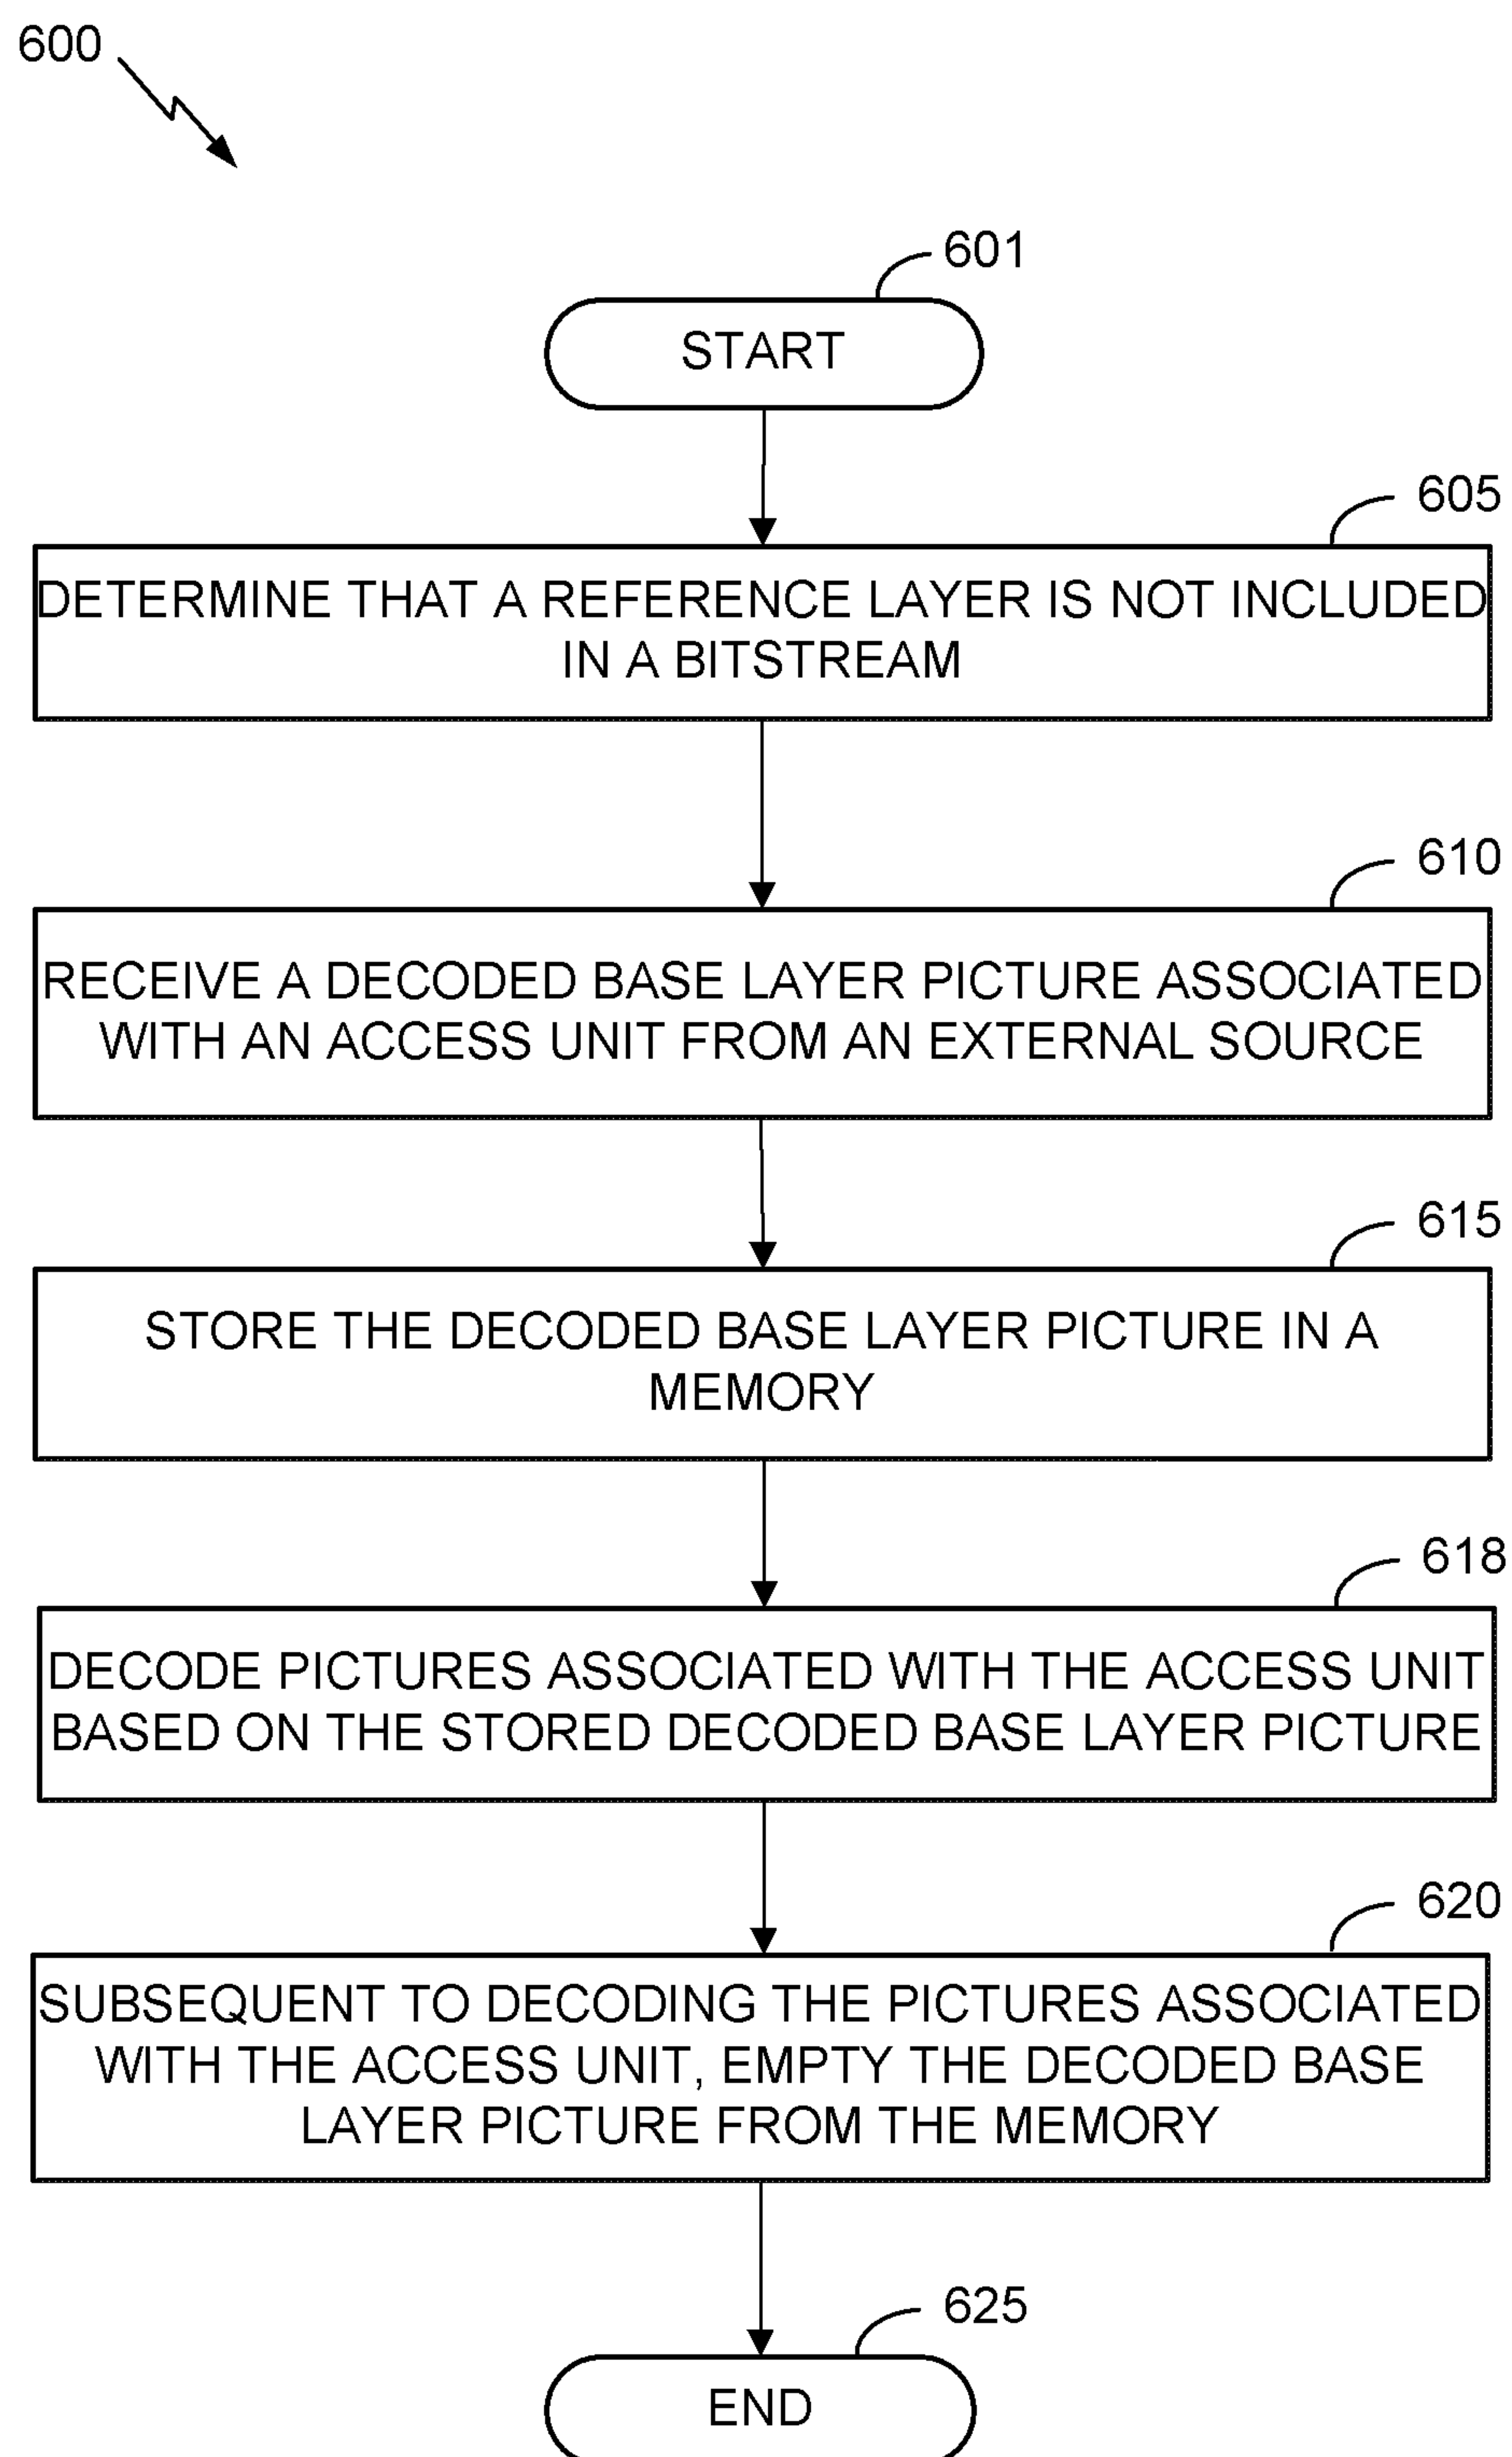 600
601
START
605
DETERMINE THAT A REFERENCE LAYER IS NOT INCLUDED
IN A BITSTREAM
610
RECEIVE A DECODED BASE LAYER PICTURE ASSOCIATED
WITH AN ACCESS UNIT FROM AN EXTERNAL SOURCE
615
STORE THE DECODED BASE LAYER PICTURE IN A
MEMORY
618
DECODE PICTURES ASSOCIATED WITH THE ACCESS UNIT
BASED ON THE STORED DECODED BASE LAYER PICTURE
620
SUBSEQUENT TO DECODING THE PICTURES ASSOCIATED
WITH THE ACCESS UNIT, EMPTY THE DECODED BASE
LAYER PICTURE FROM THE MEMORY
625
END